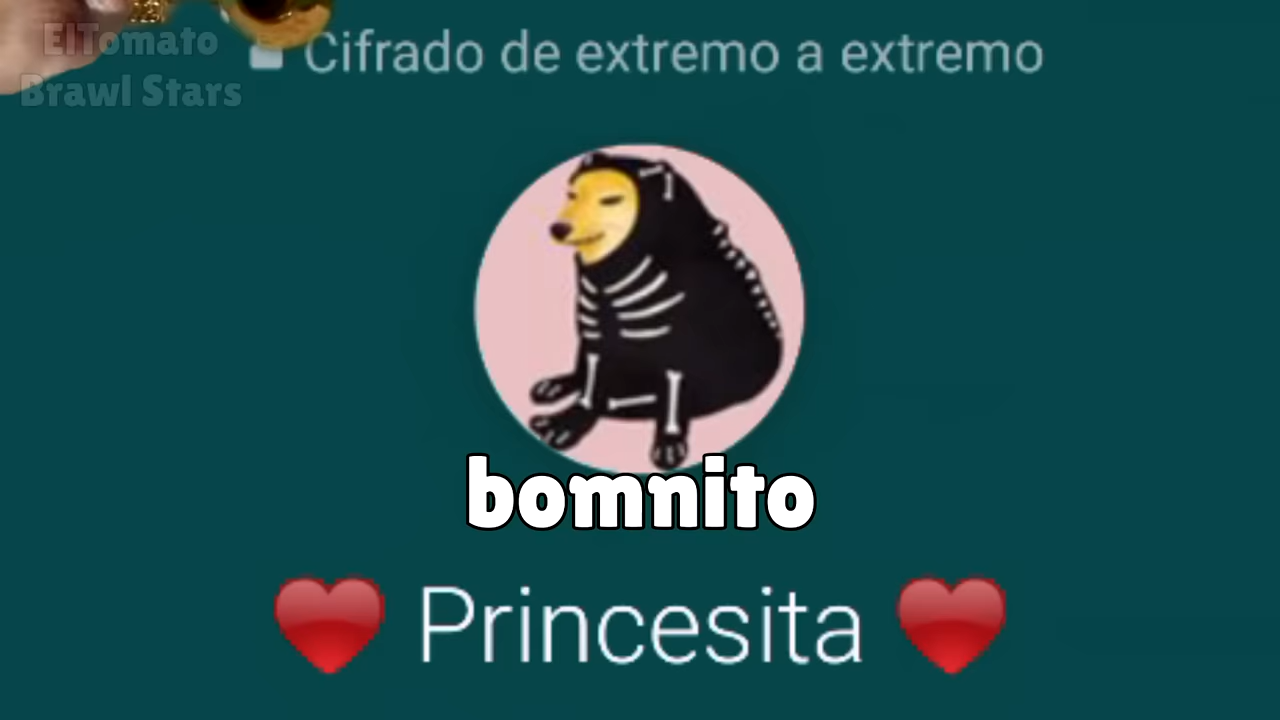 ElTomato
Brawl Stars
Cifrado de extremo a extremo
bomnito
Princesita